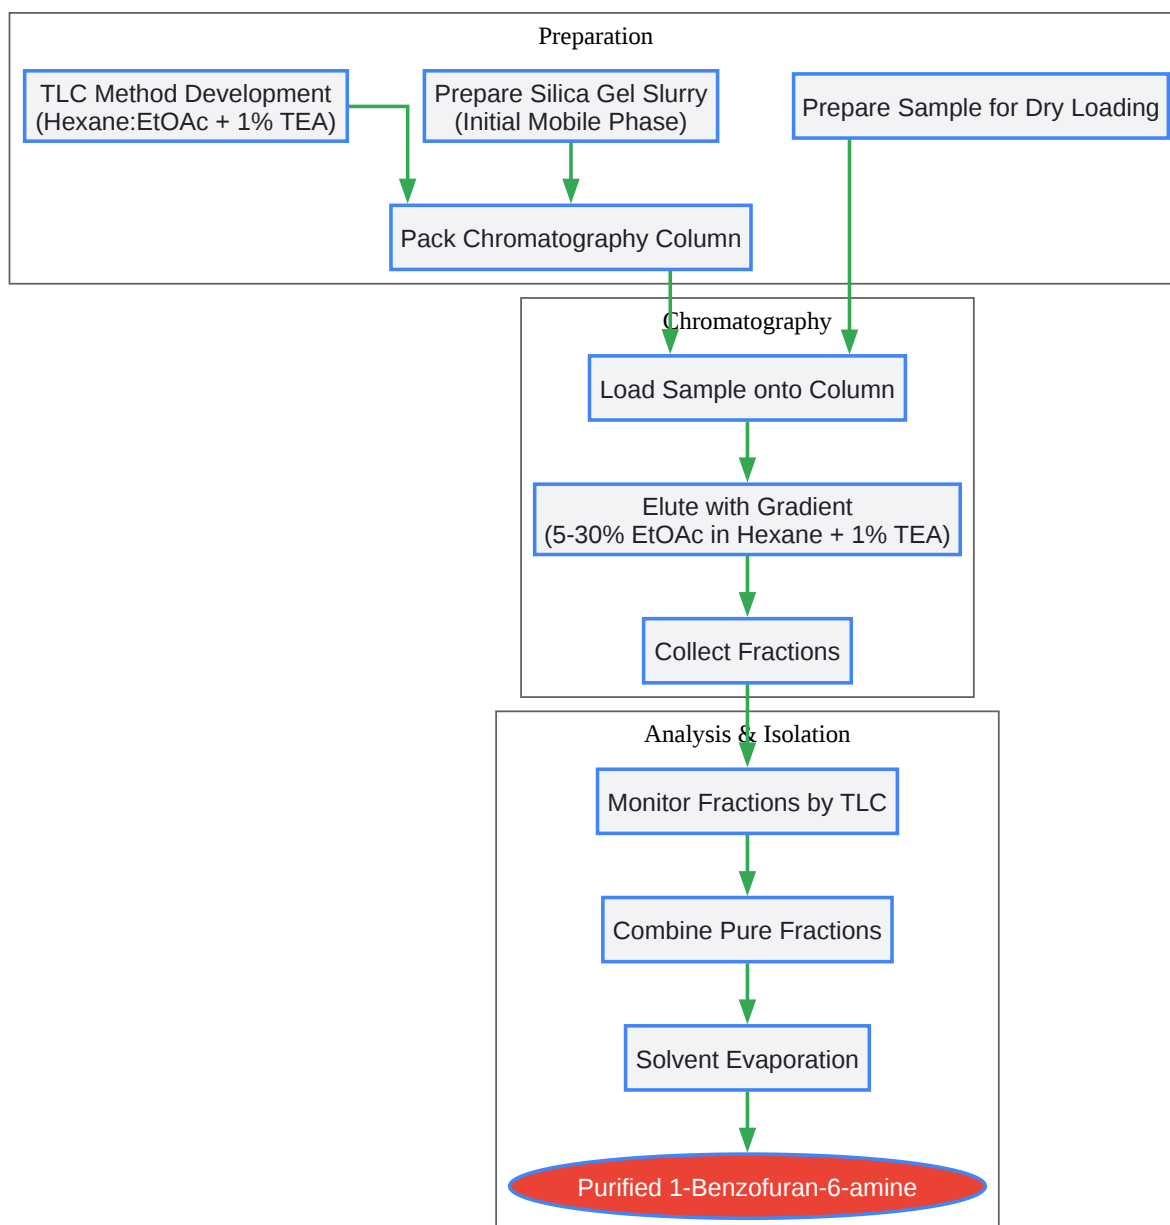 Preparation
TLC Method Development
(Hexane:EtOAc + 1% TEA)
Prepare Silica Gel Slurry
(Initial Mobile Phase)
Prepare Sample for Dry Loading
Pack Chromatography Column
Chromatography
Load Sample onto Column
Elute with Gradient
(5-30% EtOAc in Hexane + 1% TEA)
Collect Fractions
Analysis & Isolation
Monitor Fractions by TLC
Combine Pure Fractions
Solvent Evaporation
Purified 1-Benzofuran-6-amine